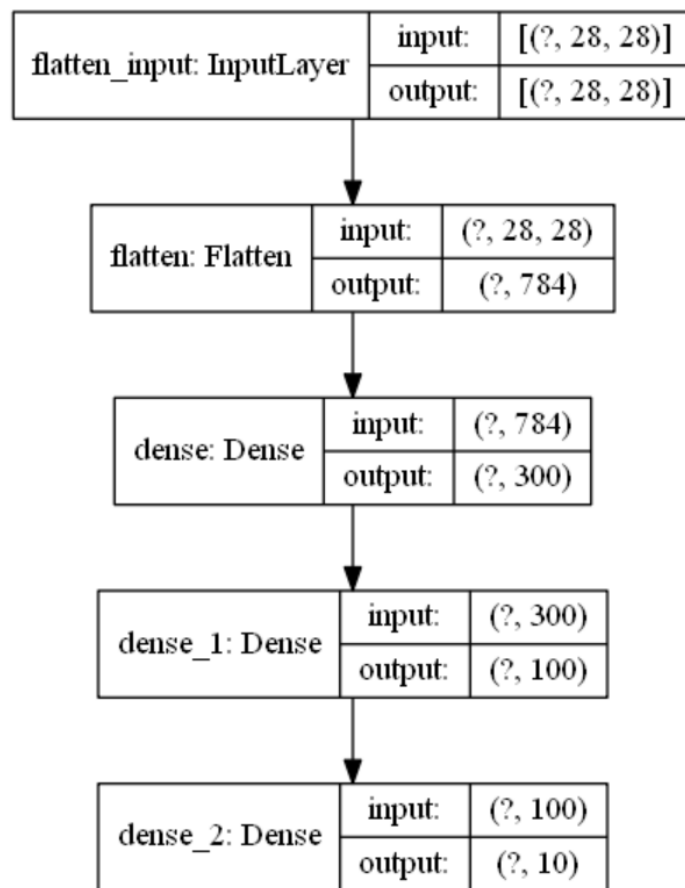 flatten_input: InputLayer
input: [(?, 28, 28)]
output: [(?, 28, 28)]
flatten: Flatten
input: (?, 28, 28)
output: (?, 784)
dense: Dense
input: (?, 784)
output: (?, 300)
dense_1: Dense
input: (?, 300)
output: (?, 100)
dense_2: Dense
input: (?, 100)
output: (?, 10)